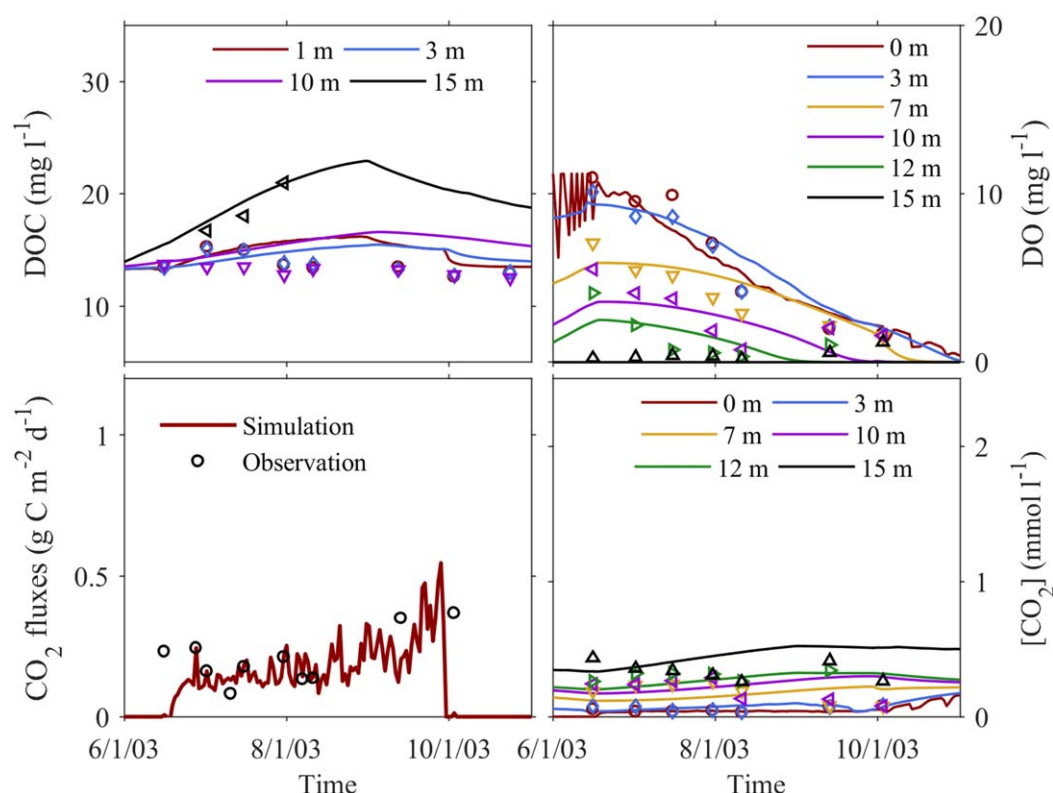 DOC (mg l⁻¹)
30
20
10
1 m 3 m
10 m 15 m
0 m
3 m
7 m
10 m
12 m
15 m
20
10
0
DO (mg l⁻¹)
CO₂ fluxes (g C m⁻² d⁻¹)
1
0.5
0
Simulation
Observation
6/1/03 8/1/03 10/1/03
Time
0 m 3 m
7 m 10 m
12 m 15 m
2
1
0
[CO₂] (mmol l⁻¹)
6/1/03 8/1/03 10/1/03
Time